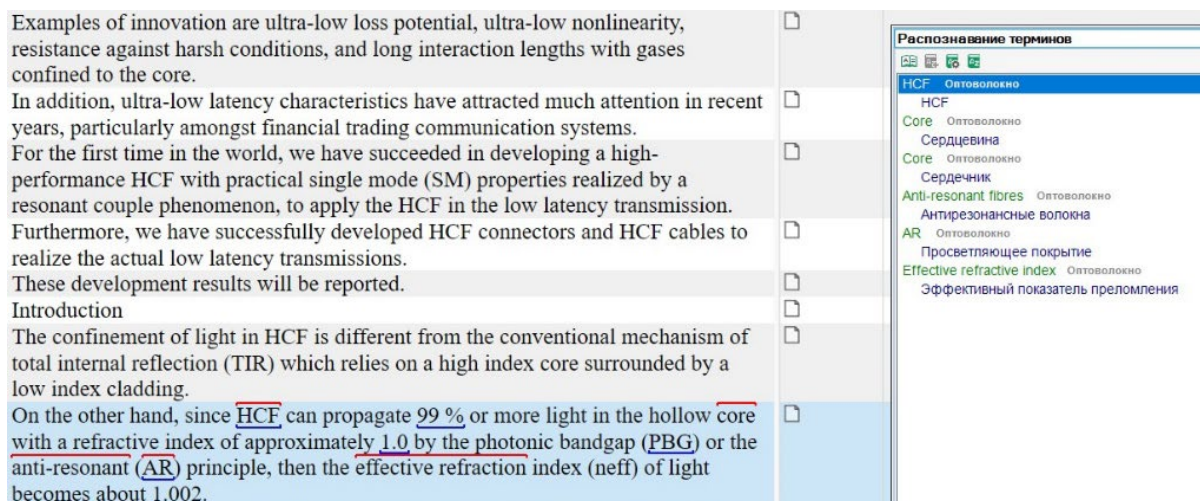 Examples of innovation are ultra-low loss potential, ultra-low nonlinearity,
resistance against harsh conditions, and long interaction lengths with gases
confined to the core.
In addition, ultra-low latency characteristics have attracted much attention in recent
years, particularly amongst financial trading communication systems.
For the first time in the world, we have succeeded in developing a high-
performance HCF with practical single mode (SM) properties realized by a
resonant couple phenomenon, to apply the HCF in the low latency transmission.
Furthermore, we have successfully developed HCF connectors and HCF cables to
realize the actual low latency transmissions.
These development results will be reported.
Introduction
The confinement of light in HCF is different from the conventional mechanism of
total internal reflection (TIR) which relies on a high index core surrounded by a
low index cladding.
On the other hand, since HCF can propagate 99 % or more light in the hollow core
with a refractive index of approximately 1.0 by the photonic bandgap (PBG) or the
anti-resonant (AR) principle, then the effective refraction index (neff) of light
becomes about 1.002.
Распознавание терминов
HCF Оптоволокно
HCF
Core Оптоволокно
Сердцевина
Core Оптоволокно
Сердечник
Anti-resonant fibres Оптоволокно
Антирезонансные волокна
AR Оптоволокно
Просветляющее покрытие
Effective refractive index Оптоволокно
Эффективный показатель преломления